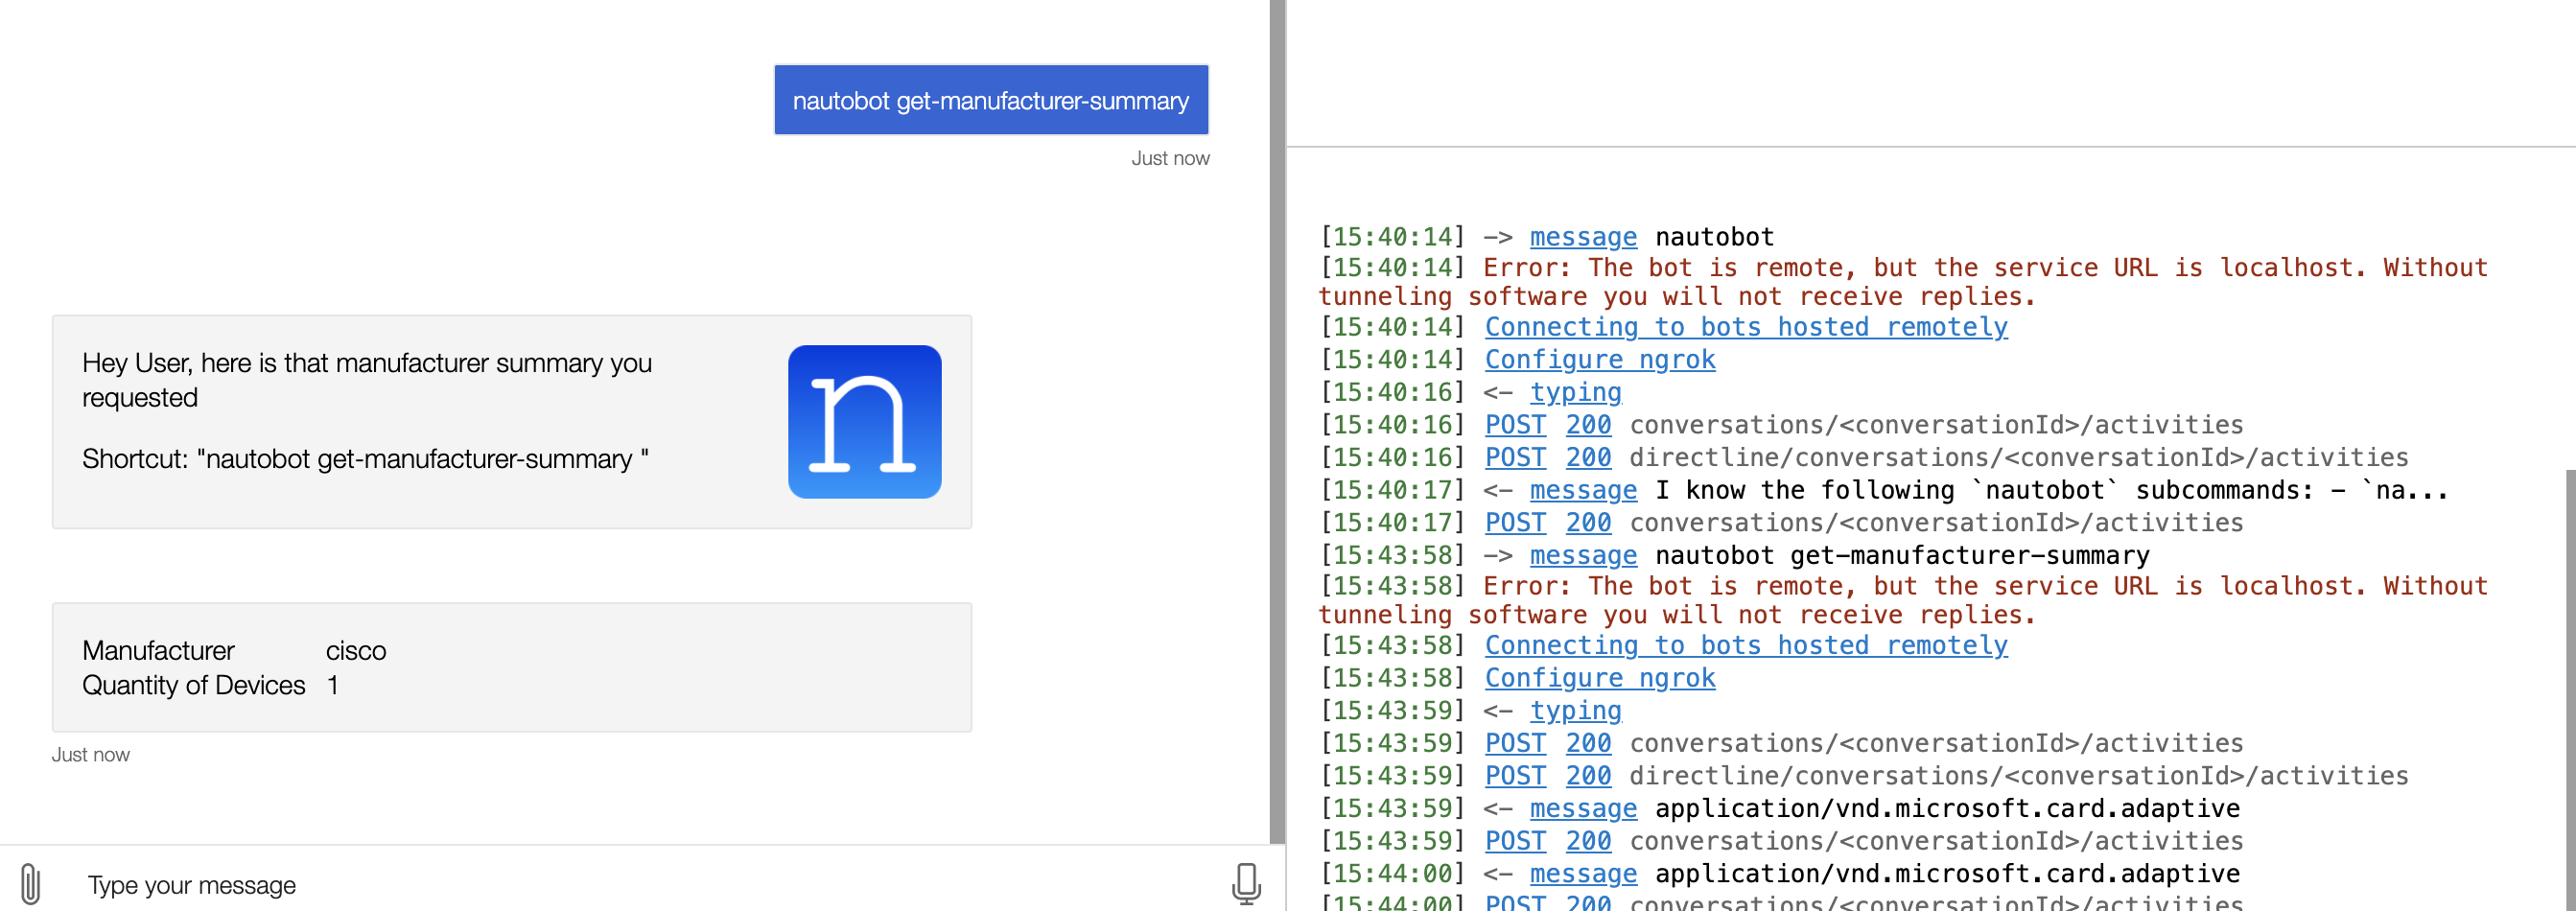 nautobot get-manufacturer-summary
Just now
Hey User, here is that manufacturer summary you
requested
Shortcut: "nautobot get-manufacturer-summary "
n
Manufacturer cisco
Quantity of Devices 1
Just now
Type your message
[15:40:14] -> message nautobot
[15:40:14] Error: The bot is remote, but the service URL is localhost. Without
tunneling software you will not receive replies.
[15:40:14] Connecting to bots hosted remotely
[15:40:14] Configure ngrok
[15:40:16] <- typing
[15:40:16] POST 200 conversations/<conversationId>/activities
[15:40:16] POST 200 directline/conversations/<conversationId>/activities
[15:40:17] <- message I know the following `nautobot` subcommands: - `na...
[15:40:17] POST 200 conversations/<conversationId>/activities
[15:43:58] -> message nautobot get-manufacturer-summary
[15:43:58] Error: The bot is remote, but the service URL is localhost. Without
tunneling software you will not receive replies.
[15:43:58] Connecting to bots hosted remotely
[15:43:58] Configure ngrok
[15:43:59] <- typing
[15:43:59] POST 200 conversations/<conversationId>/activities
[15:43:59] POST 200 directline/conversations/<conversationId>/activities
[15:43:59] <- message application/vnd.microsoft.card.adaptive
[15:43:59] POST 200 conversations/<conversationId>/activities
[15:44:00] <- message application/vnd.microsoft.card.adaptive
[15:44:00] POST 200 conversations/<conversationId>/activities